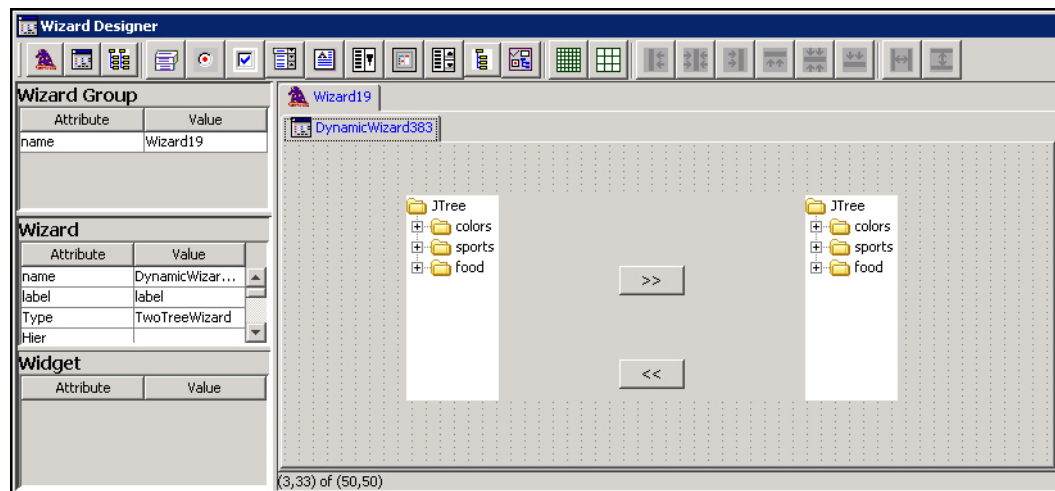 Wizard Designer
Wizard Group
Attribute Value
name Wizard19
Wizard
Attribute Value
name DynamicWizar...
label label
Type TwoTreeWizard
Hier
Widget
Attribute Value
Wizard19
DynamicWizard383
JTree
colors
sports
food
>>
<<
JTree
colors
sports
food
(3,33) of (50,50)